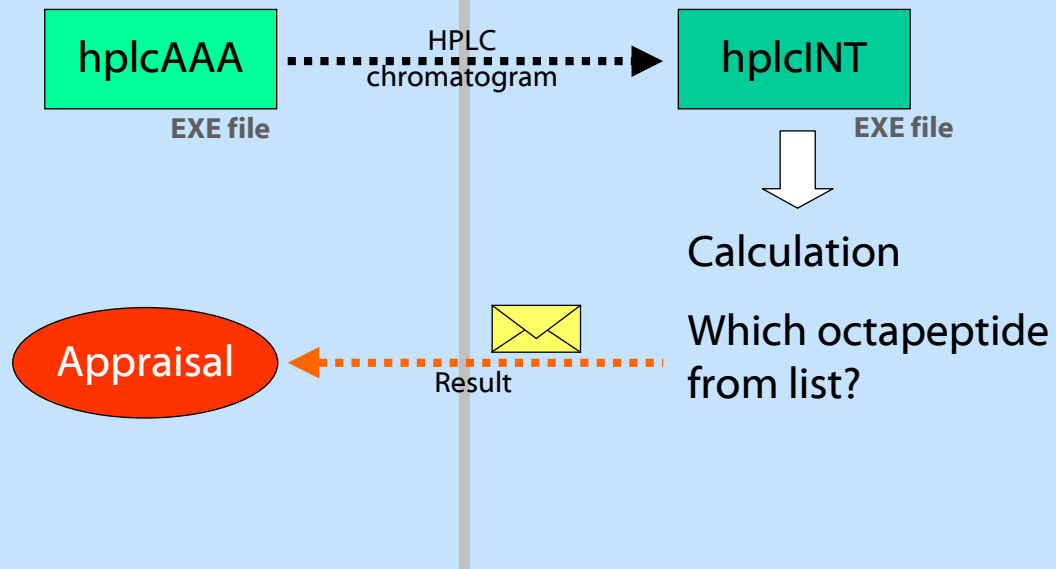 hplcAAA
EXE file
HPLC
chromatogram
hplcINT
EXE file
Calculation
Which octapeptide
from list?
Result
Appraisal